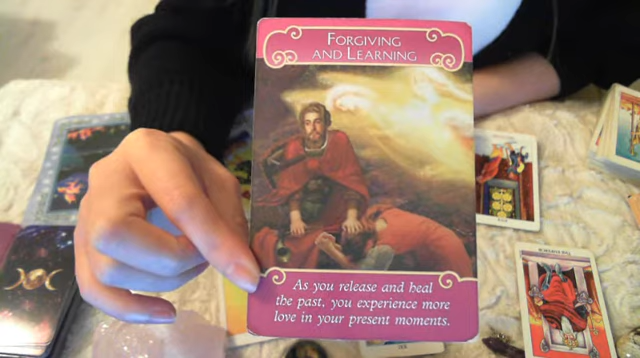 FORGIVING
AND LEARNING
As you release and heal
the past, you experience more
love in your present moments.